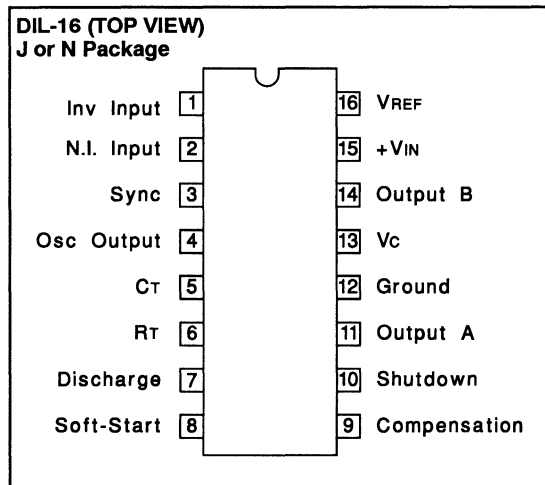 DIL-16 (TOP VIEW)
J or N Package
Inv Input 1 16 VREF
N.I. Input 2 15 +VIN
Sync 3 14 Output B
Osc Output 4 13 VC
CT 5 12 Ground
RT 6 11 Output A
Discharge 7 10 Shutdown
Soft-Start 8 9 Compensation